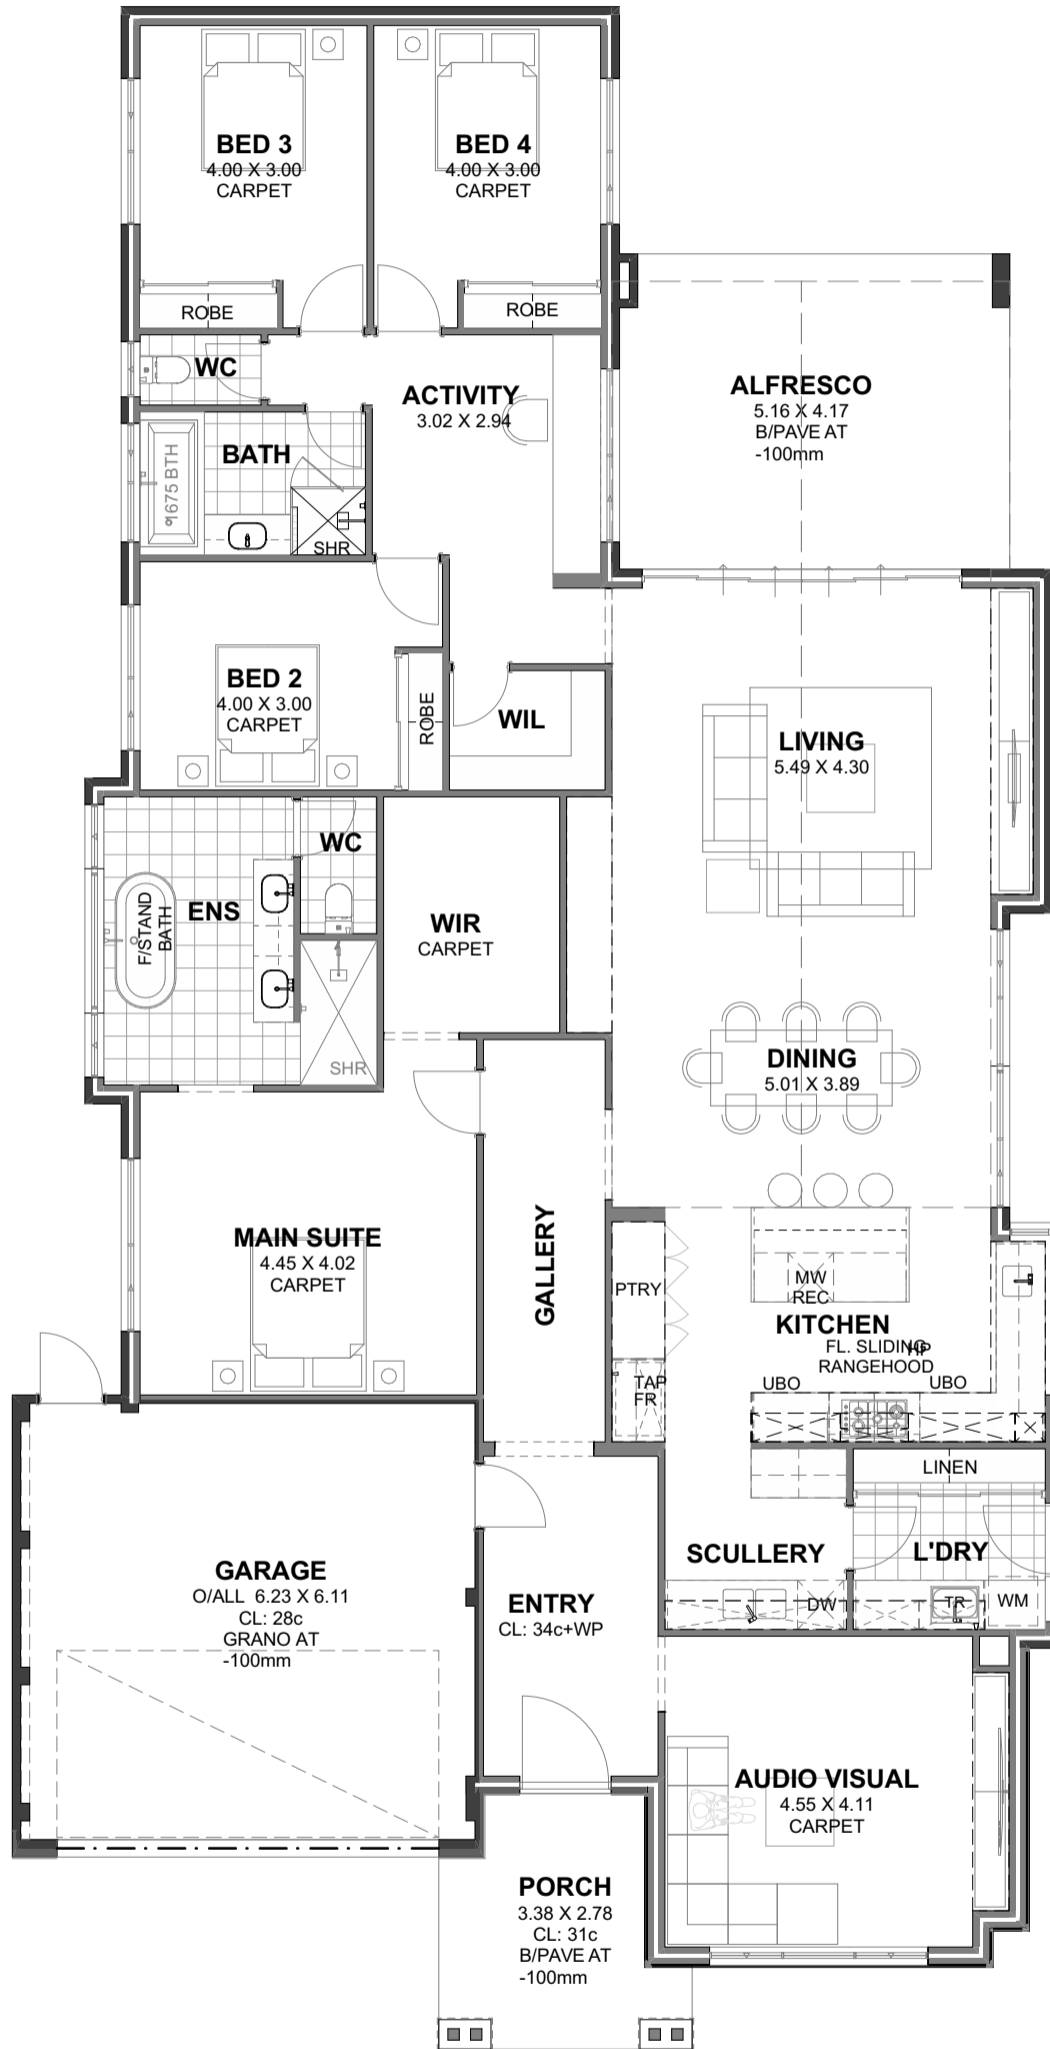 BED 3
4.00 X 3.00
CARPET
BED 4
4.00 X 3.00
CARPET
ROBE
ROBE
WC
ACTIVITY
3.02 X 2.94
ALFRESCO
5.16 X 4.17
B/PAVE AT
-100mm
BATH
1675 BTH
SHR
BED 2
4.00 X 3.00
CARPET
ROBE
WIL
LIVING
5.49 X 4.30
WC
ENS
F/STAND
BATH
WIR
CARPET
SHR
DINING
5.01 X 3.89
MAIN SUITE
4.45 X 4.02
CARPET
GALLERY
PTRY
MW
REC
KITCHEN
FL. SLIDING
HP
RANGEHOOD
TAP
FR
UBO
UBO
LINEN
SCULLERY
L'DRY
DW
TR
WM
GARAGE
O/ALL 6.23 X 6.11
CL: 28c
GRANO AT
-100mm
ENTRY
CL: 34c+WP
AUDIO VISUAL
4.55 X 4.11
CARPET
PORCH
3.38 X 2.78
CL: 31c
B/PAVE AT
-100mm